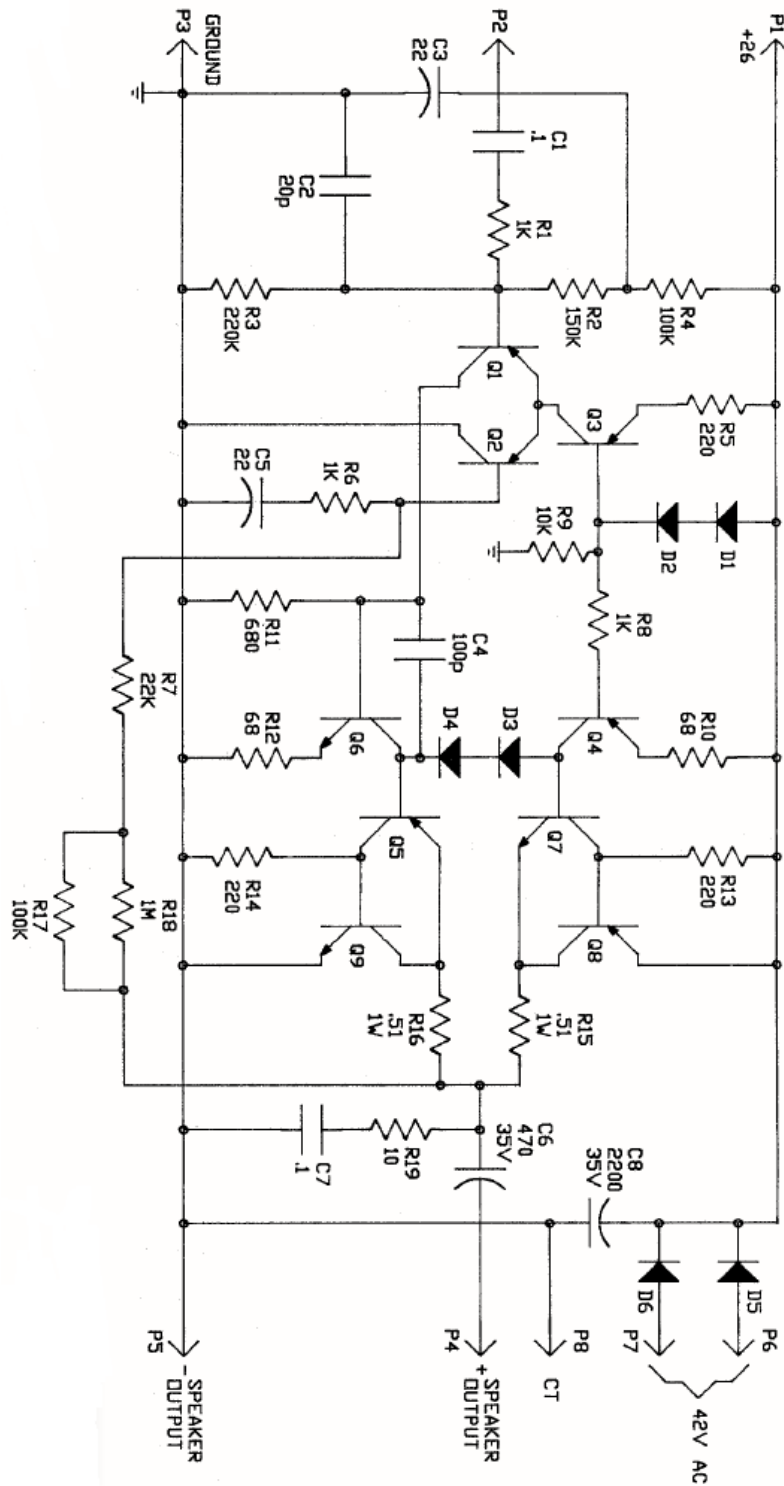 P1
+26
P2
P3
GROUND
C3
22
C1
.1
C2
20p
R1
1K
R2
150K
R4
100K
R3
220K
Q1
Q2
Q3
R5
220
C5
22
R6
1K
R9
10K
D2
D1
R7
22K
R11
680
C4
100p
R8
1K
R12
68
Q6
D4
D3
Q4
R10
68
R17
100K
R18
1M
R14
220
Q5
Q7
R13
220
Q9
Q8
R16
.51
1W
R15
.51
1W
C7
.1
R19
10
C6
470
35V
C8
2200
35V
D6
D5
P5
- SPEAKER
OUTPUT
P4
+ SPEAKER
OUTPUT
P8
CT
P7
P6
42V AC